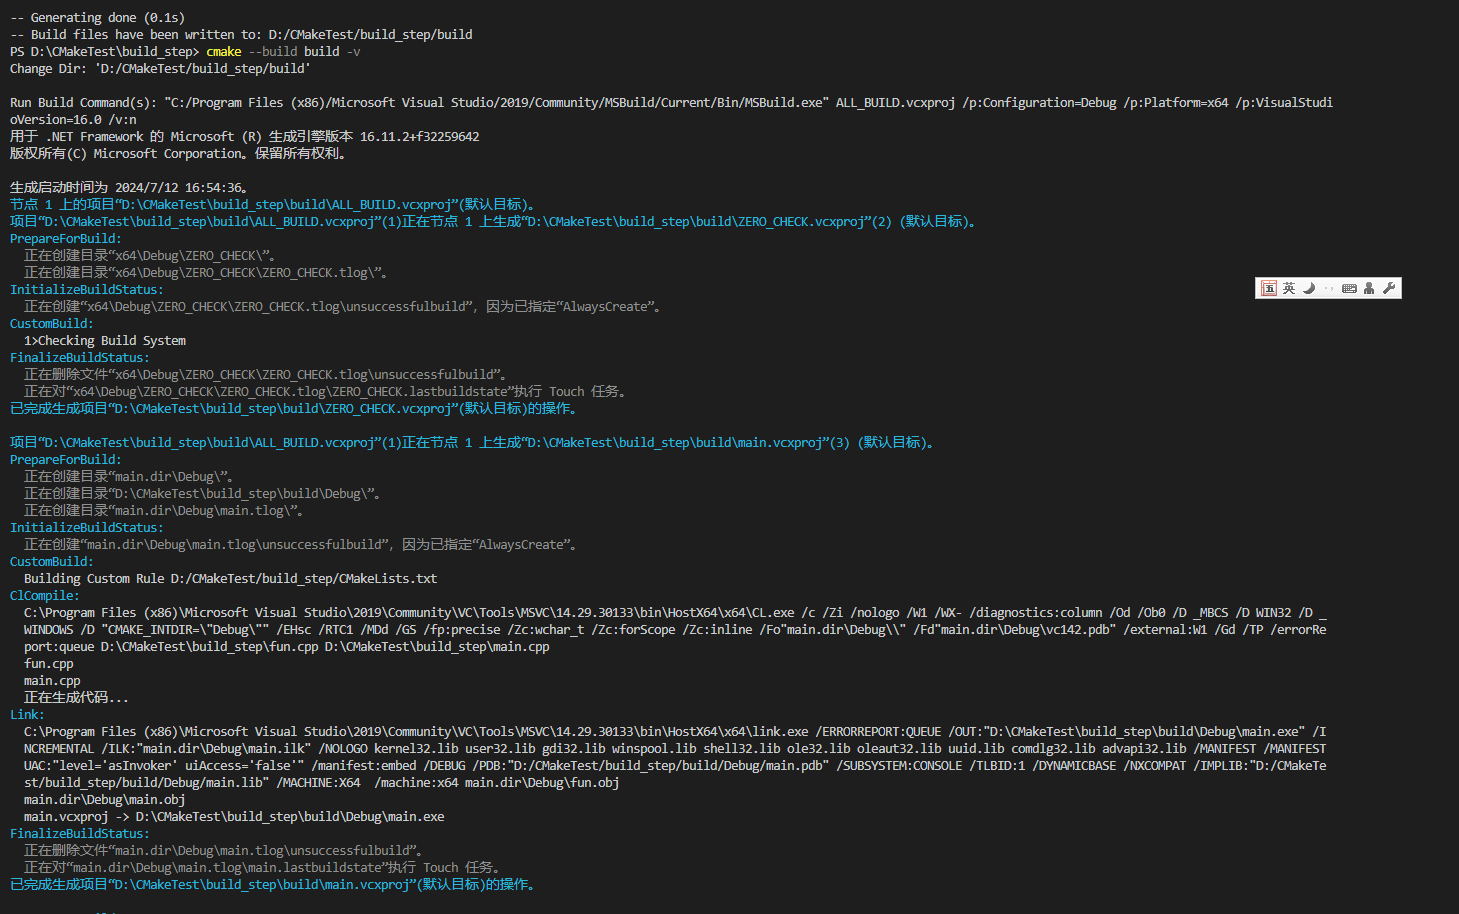 -- Generating done (0.1s)
-- Build files have been written to: D:/CMakeTest/build_step/build
PS D:\CMakeTest\build_step> cmake --build build -v
Change Dir: 'D:/CMakeTest/build_step/build'
Run Build Command(s): "C:/Program Files (x86)/Microsoft Visual Studio/2019/Community/MSBuild/Current/Bin/MSBuild.exe" ALL_BUILD.vcxproj /p:Configuration=Debug /p:Platform=x64 /p:VisualStudi
oVersion=16.0 /v:n
用于 .NET Framework 的 Microsoft (R) 生成引擎版本 16.11.2+f32259642
版权所有(C) Microsoft Corporation。保留所有权利。
生成启动时间为 2024/7/12 16:54:36。
节点 1 上的项目“D:\CMakeTest\build_step\build\ALL_BUILD.vcxproj”(默认目标)。
项目“D:\CMakeTest\build_step\build\ALL_BUILD.vcxproj”(1)正在节点 1 上生成“D:\CMakeTest\build_step\build\ZERO_CHECK.vcxproj”(2) (默认目标)。
PrepareForBuild:
正在创建目录“x64\Debug\ZERO_CHECK\”。
正在创建目录“x64\Debug\ZERO_CHECK\ZERO_CHECK.tlog\”。
InitializeBuildStatus:
正在创建“x64\Debug\ZERO_CHECK\ZERO_CHECK.tlog\unsuccessfulbuild”，因为已指定“AlwaysCreate”。
五 英
CustomBuild:
1>Checking Build System
FinalizeBuildStatus:
正在删除文件“x64\Debug\ZERO_CHECK\ZERO_CHECK.tlog\unsuccessfulbuild”。
正在对“x64\Debug\ZERO_CHECK\ZERO_CHECK.tlog\ZERO_CHECK.lastbuildstate”执行 Touch 任务。
已完成生成项目“D:\CMakeTest\build_step\build\ZERO_CHECK.vcxproj”(默认目标)的操作。
项目“D:\CMakeTest\build_step\build\ALL_BUILD.vcxproj”(1)正在节点 1 上生成“D:\CMakeTest\build_step\build\main.vcxproj”(3) (默认目标)。
PrepareForBuild:
正在创建目录“main.dir\Debug\”。
正在创建目录“D:\CMakeTest\build_step\build\Debug\”。
正在创建目录“main.dir\Debug\main.tlog\”。
InitializeBuildStatus:
正在创建“main.dir\Debug\main.tlog\unsuccessfulbuild”，因为已指定“AlwaysCreate”。
CustomBuild:
Building Custom Rule D:/CMakeTest/build_step/CMakeLists.txt
ClCompile:
C:\Program Files (x86)\Microsoft Visual Studio\2019\Community\VC\Tools\MSVC\14.29.30133\bin\HostX64\x64\CL.exe /c /Zi /nologo /W1 /WX- /diagnostics:column /Od /Ob0 /D _MBCS /D WIN32 /D _
WINDOWS /D "CMAKE_INTDIR=\"Debug\"" /EHsc /RTC1 /MDd /GS /fp:precise /Zc:wchar_t /Zc:forScope /Zc:inline /Fo"main.dir\Debug\\" /Fd"main.dir\Debug\vc142.pdb" /external:W1 /Gd /TP /errorRe
port:queue D:\CMakeTest\build_step\fun.cpp D:\CMakeTest\build_step\main.cpp
fun.cpp
main.cpp
正在生成代码...
Link:
C:\Program Files (x86)\Microsoft Visual Studio\2019\Community\VC\Tools\MSVC\14.29.30133\bin\HostX64\x64\link.exe /ERRORREPORT:QUEUE /OUT:"D:\CMakeTest\build_step\build\Debug\main.exe" /I
NCREMENTAL /ILK:"main.dir\Debug\main.ilk" /NOLOGO kernel32.lib user32.lib gdi32.lib winspool.lib shell32.lib ole32.lib oleaut32.lib uuid.lib comdlg32.lib advapi32.lib /MANIFEST /MANIFEST
UAC:"level='asInvoker' uiAccess='false'" /manifest:embed /DEBUG /PDB:"D:/CMakeTest/build_step/build/Debug/main.pdb" /SUBSYSTEM:CONSOLE /TLBID:1 /DYNAMICBASE /NXCOMPAT /IMPLIB:"D:/CMakeTe
st/build_step/build/Debug/main.lib" /MACHINE:X64  /machine:x64 main.dir\Debug\fun.obj
main.dir\Debug\main.obj
main.vcxproj -> D:\CMakeTest\build_step\build\Debug\main.exe
FinalizeBuildStatus:
正在删除文件“main.dir\Debug\main.tlog\unsuccessfulbuild”。
正在对“main.dir\Debug\main.tlog\main.lastbuildstate”执行 Touch 任务。
已完成生成项目“D:\CMakeTest\build_step\build\main.vcxproj”(默认目标)的操作。